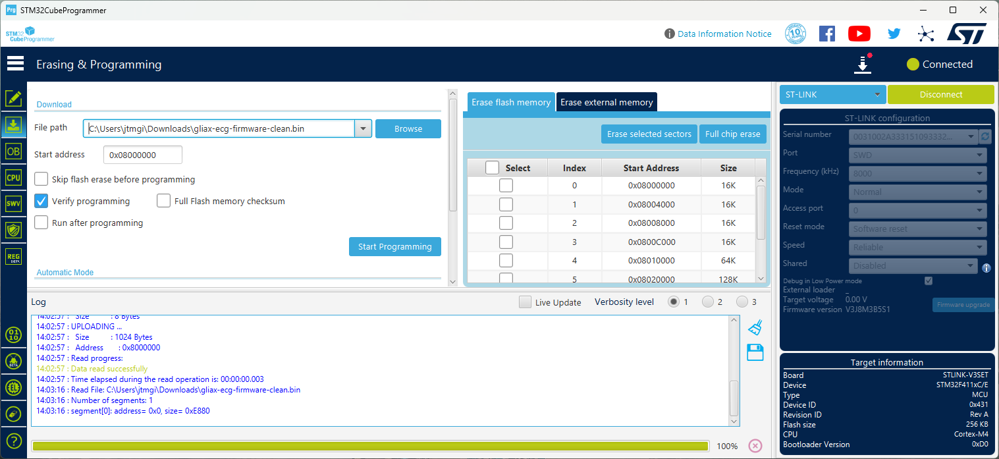 Prg STM32CubeProgrammer
STM32
CubeProgrammer
Data Information Notice
10 YEARS
ST
Erasing & Programming
Connected
Download
File path
C:\Users\jtmgi\Downloads\gliax-ecg-firmware-clean.bin
Browse
Start address
0x08000000
Skip flash erase before programming
Verify programming
Full Flash memory checksum
Run after programming
Start Programming
Automatic Mode
OB
CPU
SWV
REG
BETA
01
10
BETA
Erase flash memory
Erase external memory
Erase selected sectors
Full chip erase
Select Index Start Address Size
0 0x08000000 16K
1 0x08004000 16K
2 0x08008000 16K
3 0x0800C000 16K
4 0x08010000 64K
5 0x08020000 128K
ST-LINK
Disconnect
ST-LINK configuration
Serial number 0031002A333151093332...
Port SWD
Frequency (kHz) 8000
Mode Normal
Access port 0
Reset mode Software reset
Speed Reliable
Shared Disabled
Debug in Low Power mode
External loader _
Target voltage 0.00 V
Firmware version V3J8M3B5S1
Firmware upgrade
Log
Live Update
Verbosity level
1
2
3
14:02:57 : Size : 8 Bytes
14:02:57 : UPLOADING ...
14:02:57 : Size : 1024 Bytes
14:02:57 : Address : 0x8000000
14:02:57 : Read progress:
14:02:57 : Data read successfully
14:02:57 : Time elapsed during the read operation is: 00:00:00.003
14:03:16 : Read File: C:\Users\jtmgi\Downloads\gliax-ecg-firmware-clean.bin
14:03:16 : Number of segments: 1
14:03:16 : segment[0]: address= 0x0, size= 0xE880
100%
Target information
Board STLINK-V3SET
Device STM32F411xC/E
Type MCU
Device ID 0x431
Revision ID Rev A
Flash size 256 KB
CPU Cortex-M4
Bootloader Version 0xD0